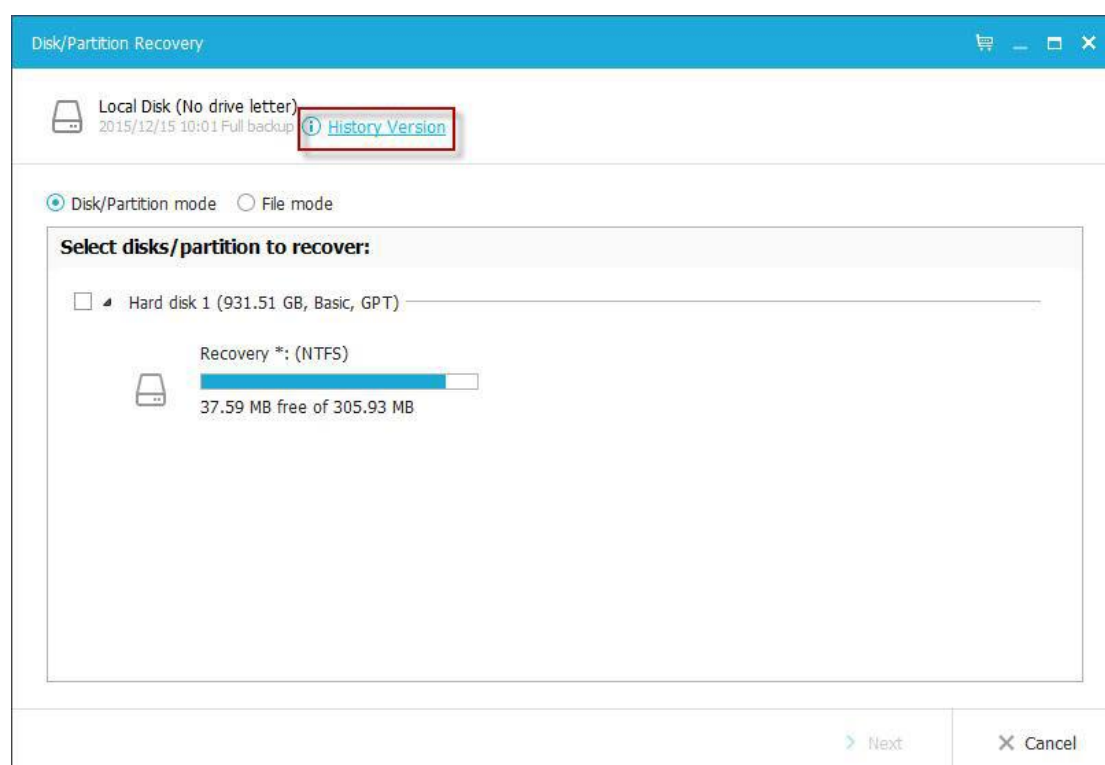 Disk/Partition Recovery
Local Disk (No drive letter)
2015/12/15 10:01 Full backup History Version
Disk/Partition mode File mode
Select disks/partition to recover:
Hard disk 1 (931.51 GB, Basic, GPT)
Recovery *: (NTFS)
37.59 MB free of 305.93 MB
Next Cancel